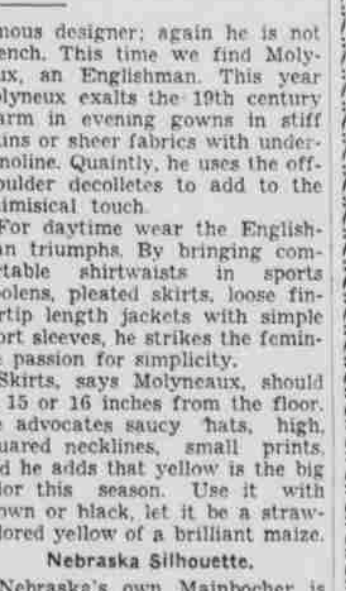 mous designer; again he is not
ench. This time we find Moly-
ux, an Englishman. This year
olyneux exalts the 19th century
arm in evening gowns in stiff
ins or sheer fabrics with under-
noline. Quaintly, he uses the off-
oulder decolletes to add to the
imisical touch.
For daytime wear the English-
an triumphs. By bringing com-
rtable shirtwaists in sports
oolens, pleated skirts, loose fin-
rtip length jackets with simple
ort sleeves, he strikes the femin-
e passion for simplicity.
Skirts, says Molyneaux, should
15 or 16 inches from the floor.
e advocates saucy hats, high,
uared necklines, small prints,
d he adds that yellow is the big
lor this season. Use it with
own or black, let it be a straw-
lored yellow of a brilliant maize.
Nebraska Silhouette.
Nebraska's own Mainbocher is